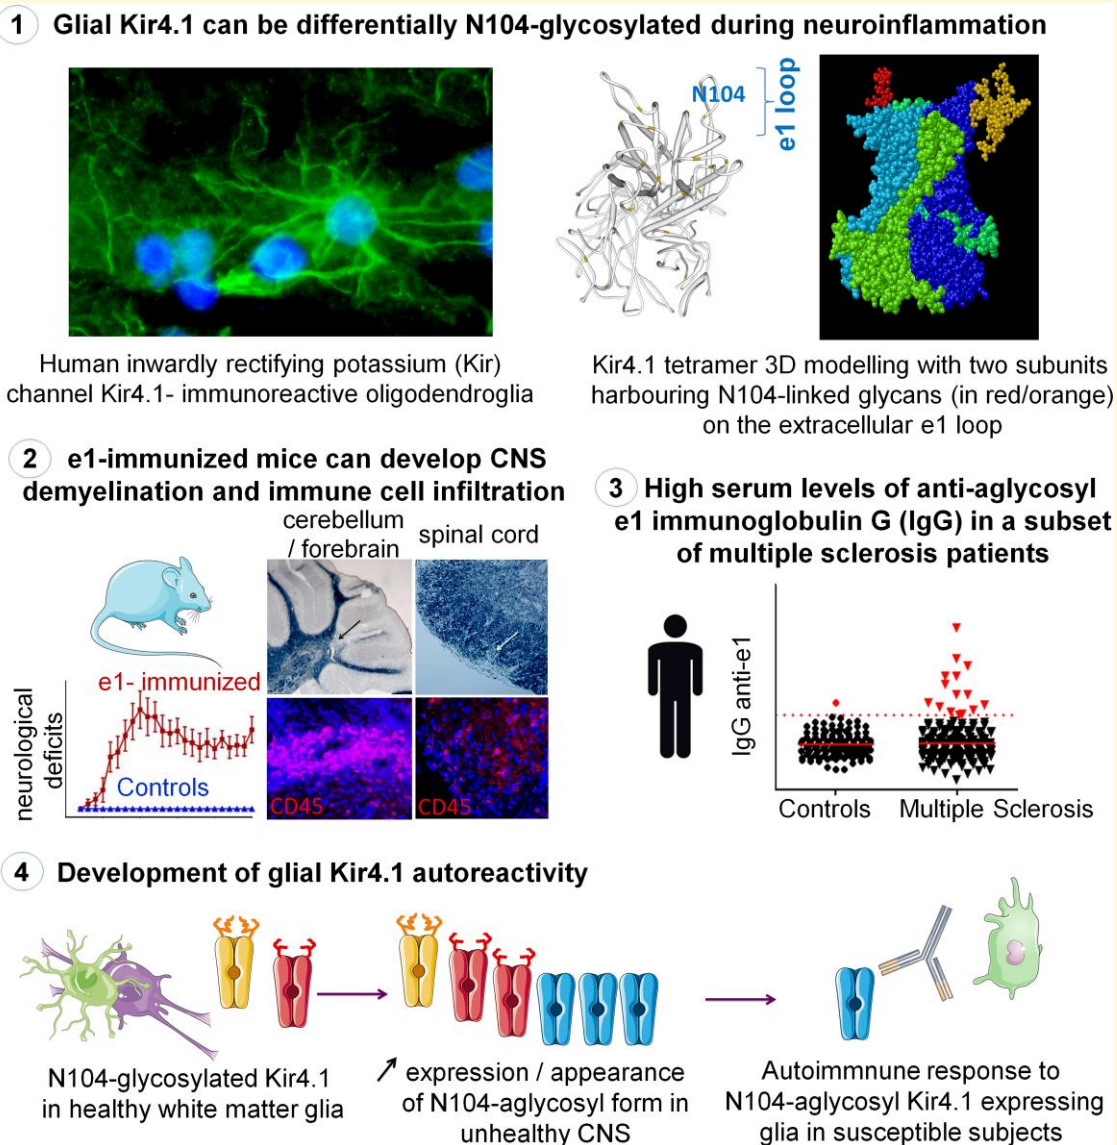 1 Glial Kir4.1 can be differentially N104-glycosylated during neuroinflammation
N104
e1 loop
Human inwardly rectifying potassium (Kir)
channel Kir4.1- immunoreactive oligodendroglia
Kir4.1 tetramer 3D modelling with two subunits
harbouring N104-linked glycans (in red/orange)
on the extracellular e1 loop
2 e1-immunized mice can develop CNS
demyelination and immune cell infiltration
cerebellum
/ forebrain
spinal cord
e1- immunized
Controls
neurological
deficits
CD45
CD45
3 High serum levels of anti-aglycosyl
e1 immunoglobulin G (IgG) in a subset
of multiple sclerosis patients
IgG anti-e1
Controls
Multiple Sclerosis
4 Development of glial Kir4.1 autoreactivity
N104-glycosylated Kir4.1
in healthy white matter glia
↗ expression / appearance
of N104-aglycosyl form in
unhealthy CNS
Autoimmnune response to
N104-aglycosyl Kir4.1 expressing
glia in susceptible subjects